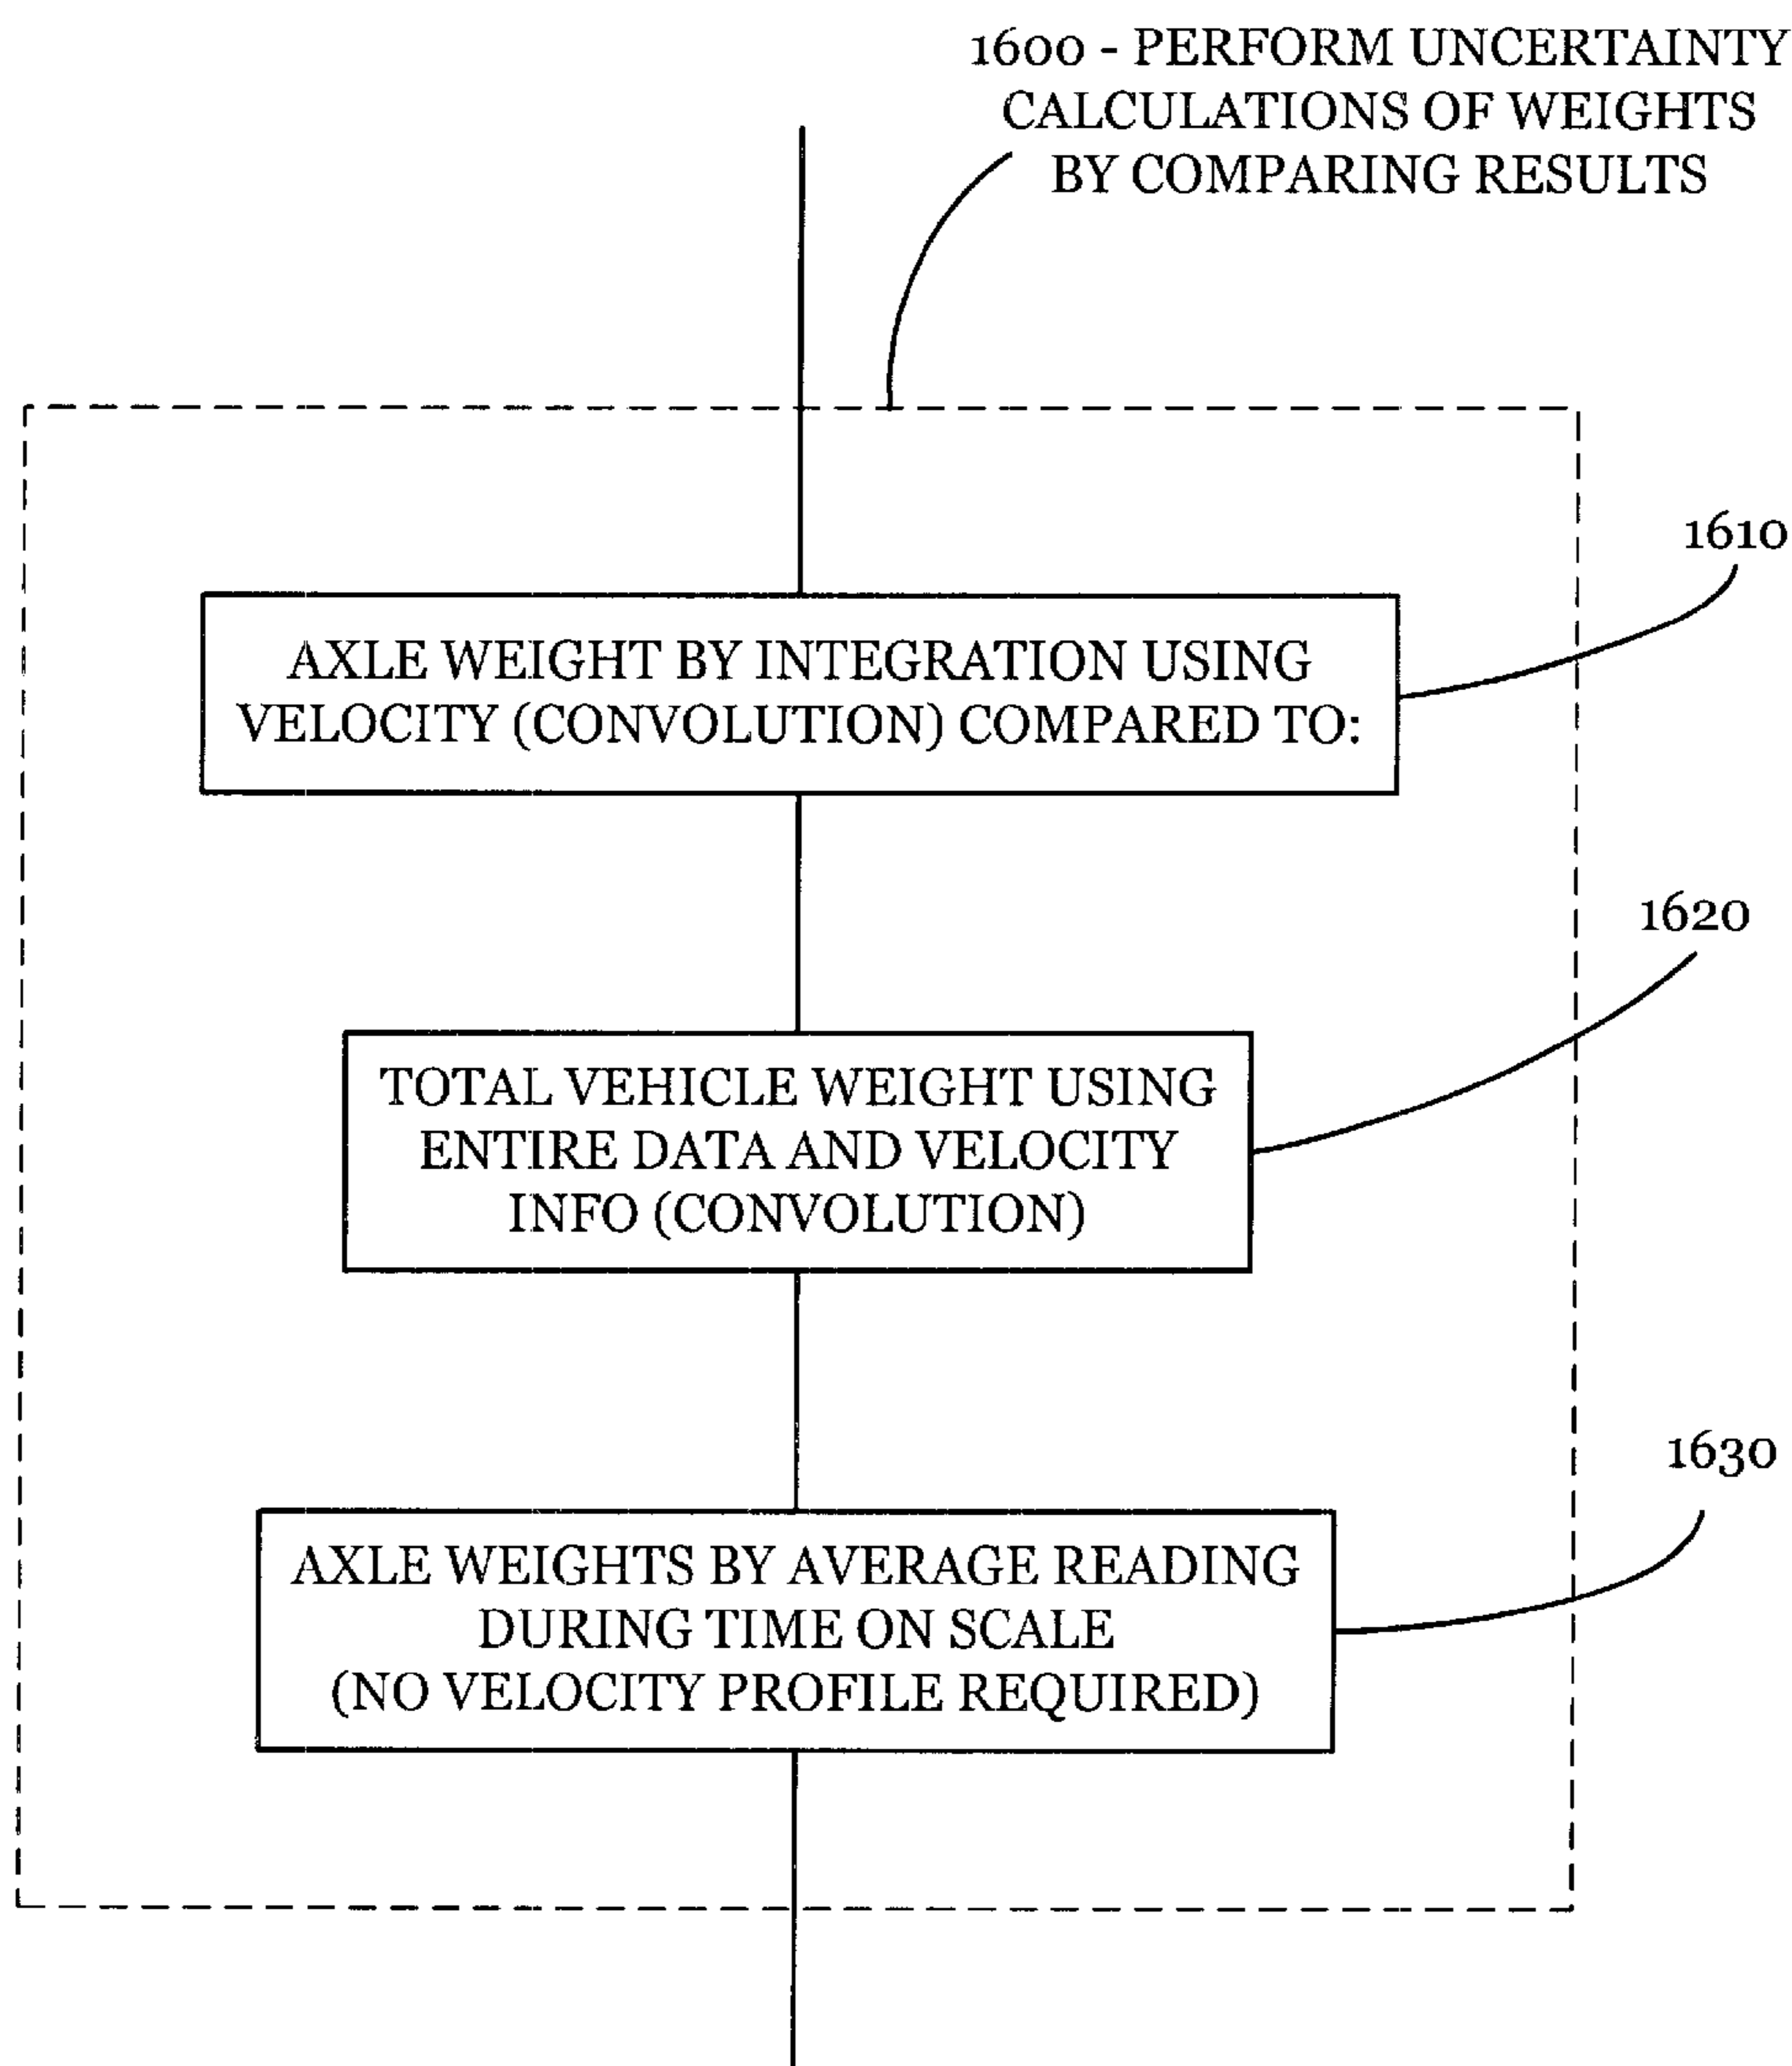 1600 - PERFORM UNCERTAINTY
CALCULATIONS OF WEIGHTS
BY COMPARING RESULTS
1610
AXLE WEIGHT BY INTEGRATION USING
VELOCITY (CONVOLUTION) COMPARED TO:
1620
TOTAL VEHICLE WEIGHT USING
ENTIRE DATA AND VELOCITY
INFO (CONVOLUTION)
1630
AXLE WEIGHTS BY AVERAGE READING
DURING TIME ON SCALE
(NO VELOCITY PROFILE REQUIRED)